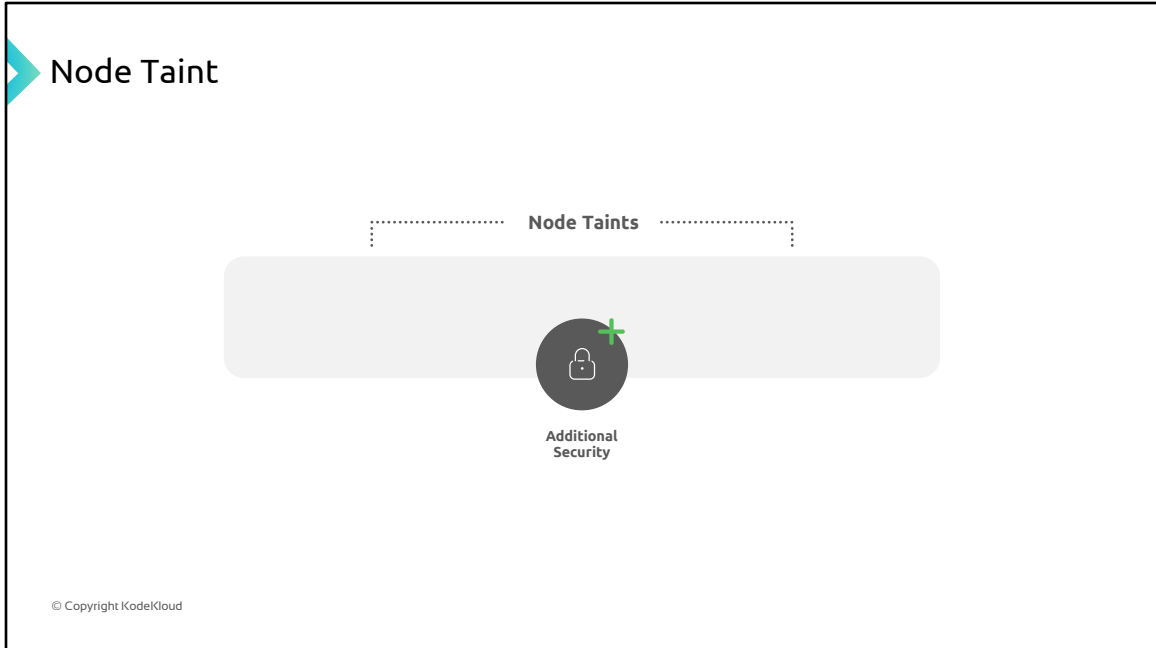 Node Taint
Node Taints
Additional
Security
© Copyright KodeKloud